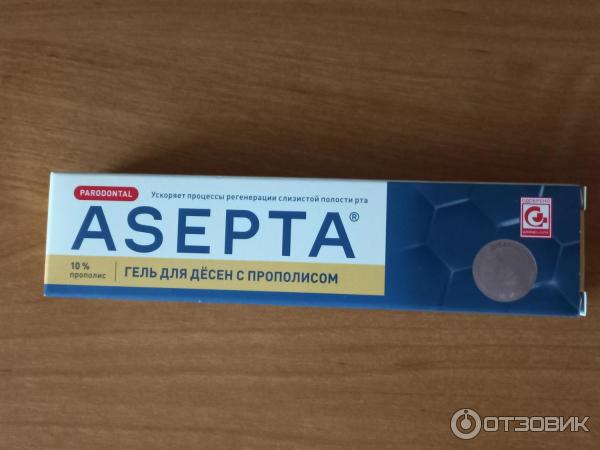 PARODONTAL
Ускоряет процессы регенерации слизистой полости рта
ASEPTA®
10 %
прополис
ГЕЛЬ ДЛЯ ДЁСЕН С ПРОПОЛИСОМ
ОТЗОВИК